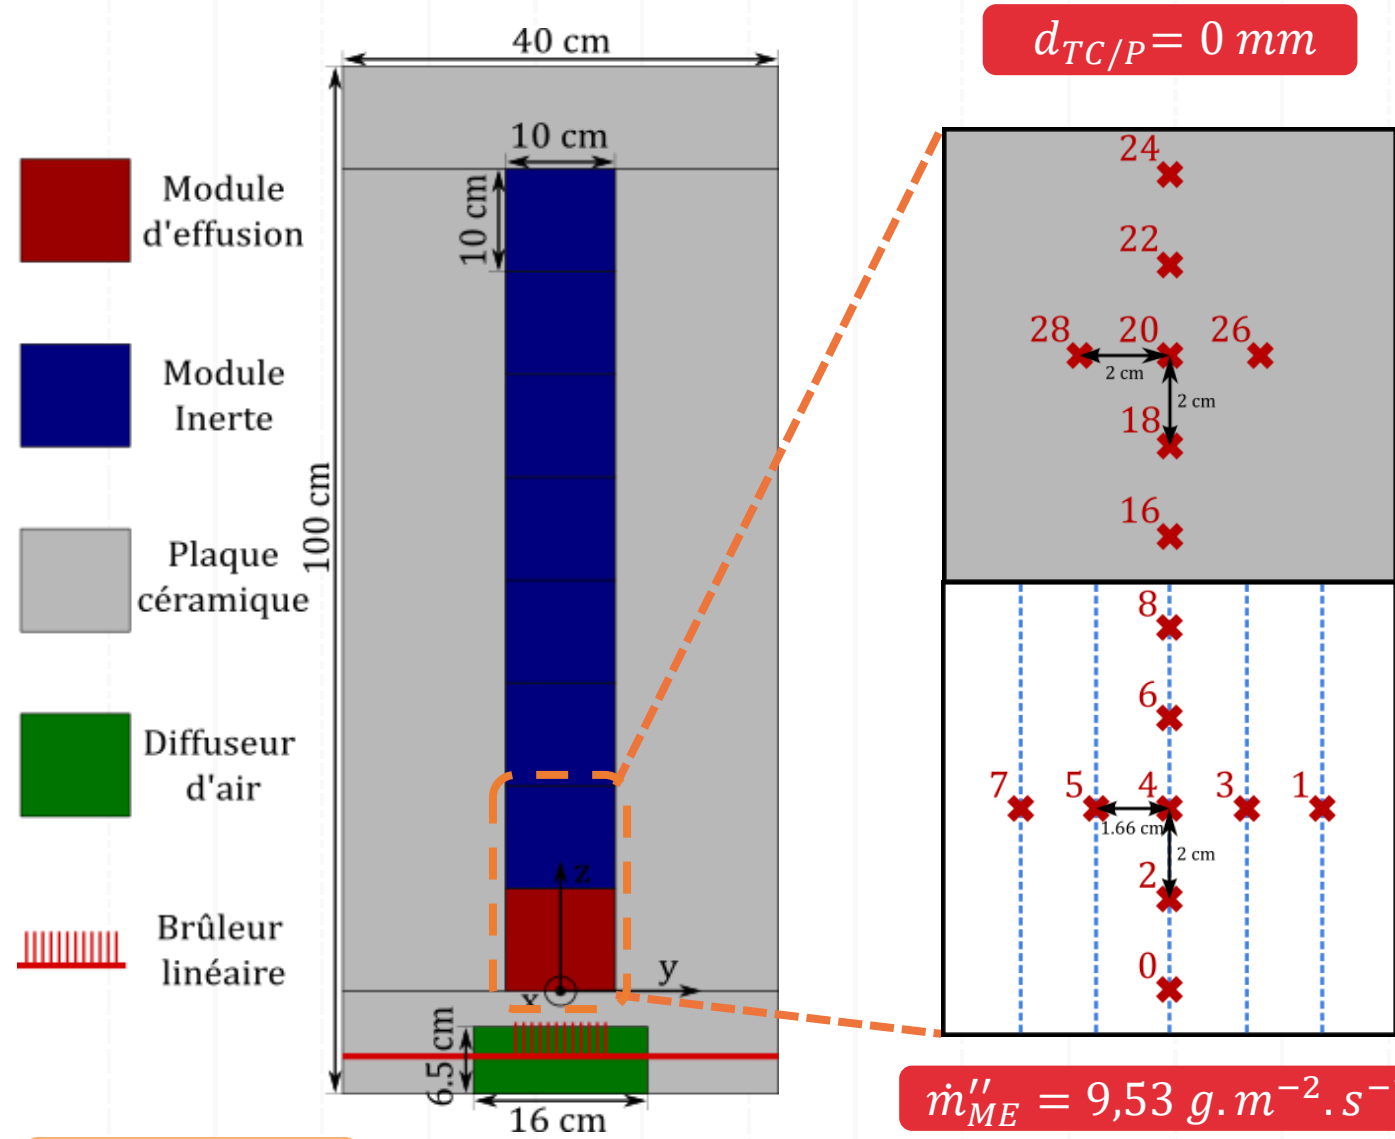 40 cm
d_{TC/P} = 0 mm
10 cm
10 cm
100 cm
Module
d'effusion
Module
Inerte
Plaque
céramique
Diffuseur
d'air
Brûleur
linéaire
z
y
x
6.5 cm
16 cm
24
22
28
20
26
2 cm
2 cm
18
16
8
6
7
5
4
3
1
1.66 cm
2 cm
2
0
ṁ''_{ME} = 9,53 g.m⁻².s⁻